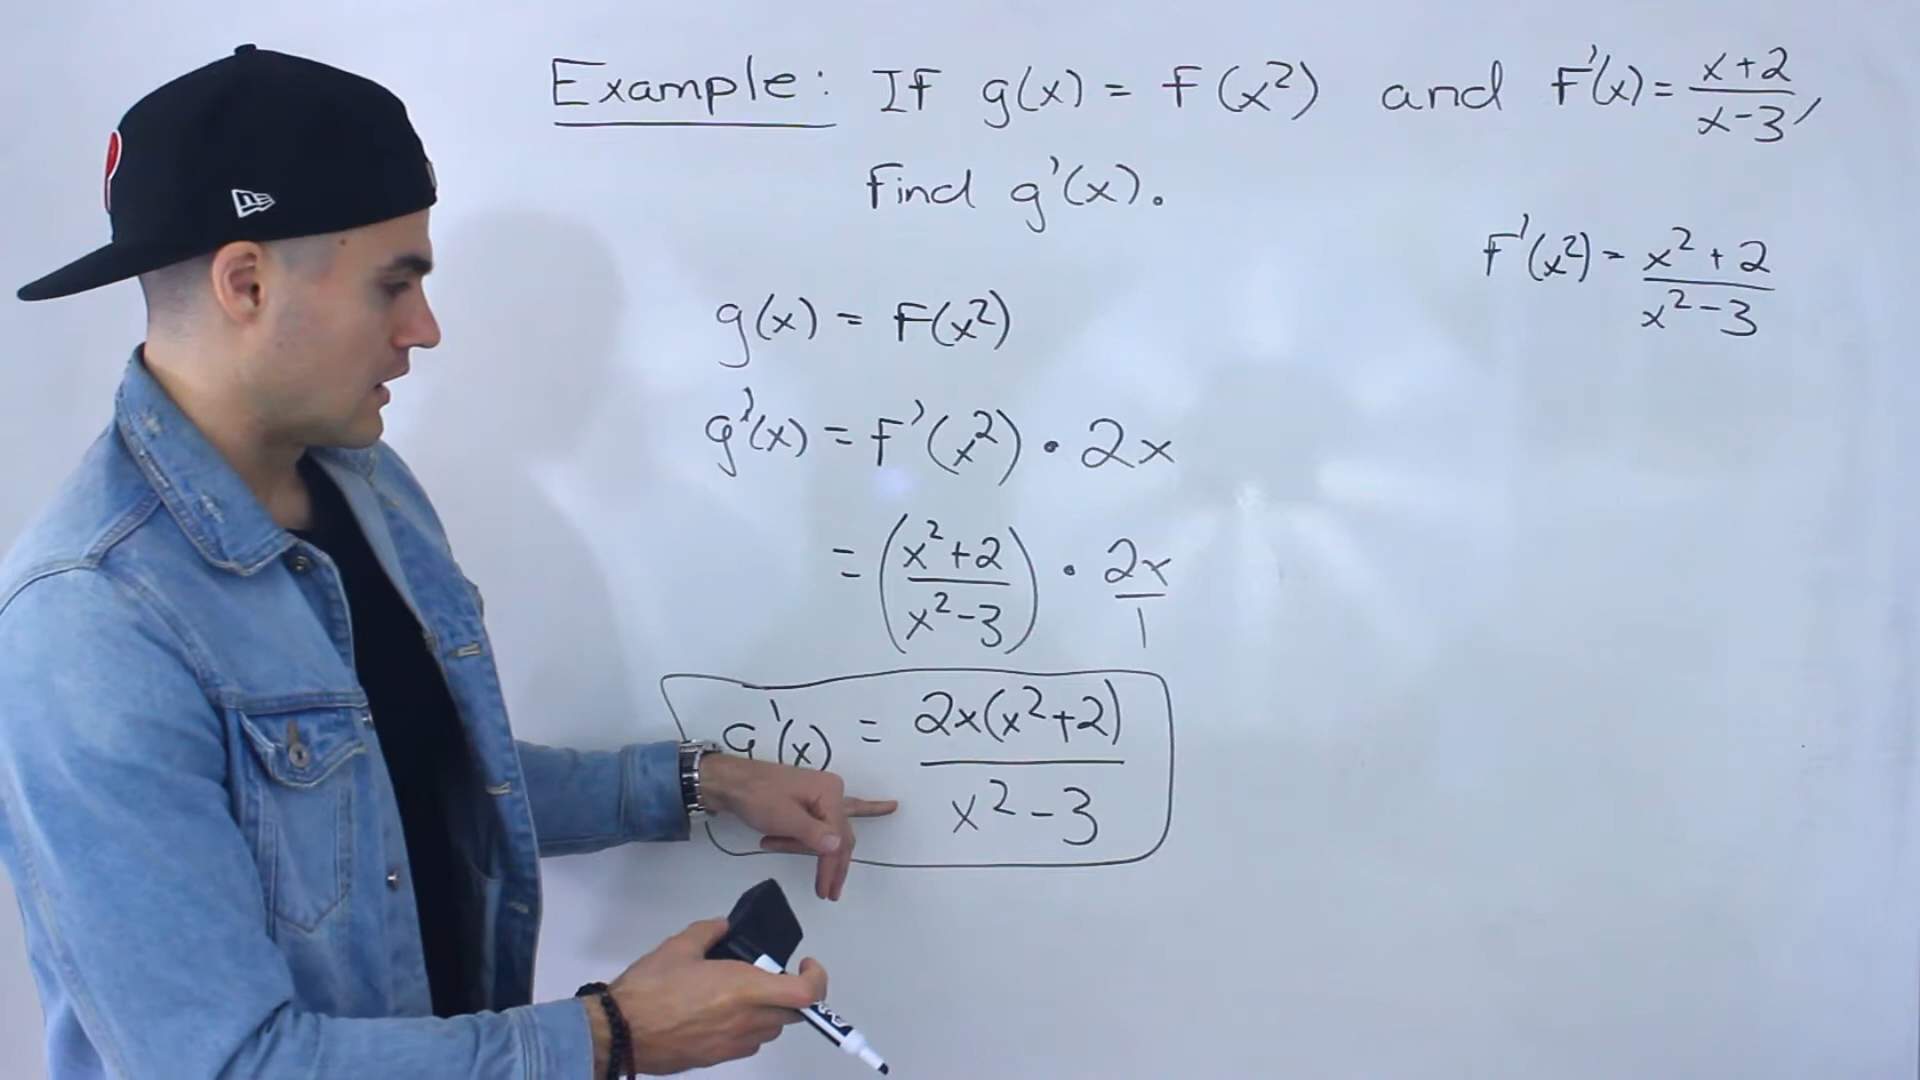 Example: If g(x) = f(x²) and f'(x) = (x+2)/(x-3),
find g'(x).
f'(x²) = (x²+2)/(x²-3)
g(x) = f(x²)
g'(x) = f'(x²) · 2x
= ((x²+2)/(x²-3)) · 2x/1
g'(x) = 2x(x²+2)/(x²-3)